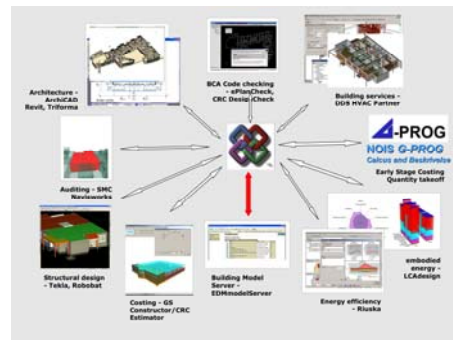 Architecture -
ArchiCAD
Revit, Triforma
BCA Code checking
- ePlanCheck,
CRC DesignCheck
Building services -
DDS HVAC Partner
G-PROG
NOIS G-PROG
Calcus and Beskrivelse
Early Stage Costing
Quantity takeoff
Auditing - SMC
Navisworks
Structural design
- Tekla, Robobat
Costing - GS
Constructor/CRC
Estimator
Building Model
Server -
EDMmodelServer
Energy efficiency
- Riuska
embodied
energy -
LCAdesign